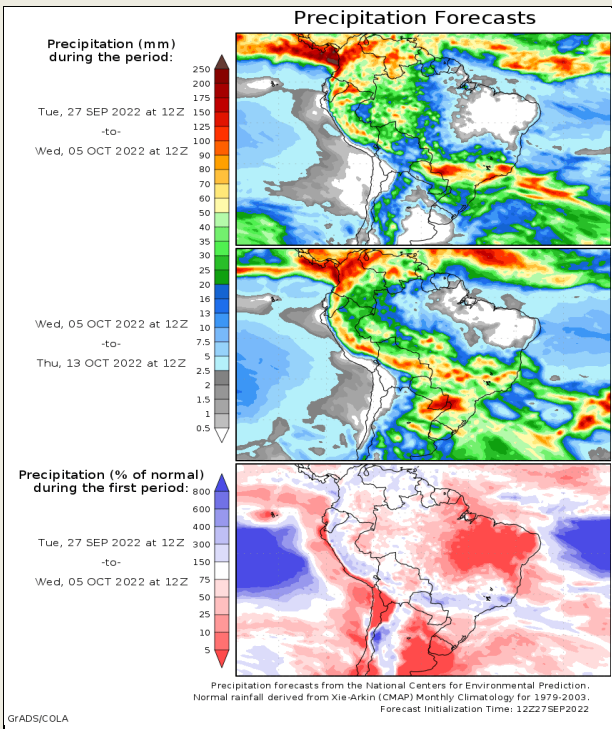 Precipitation Forecasts
Precipitation (mm)
during the period:
Tue, 27 SEP 2022 at 12Z
-to-
Wed, 05 OCT 2022 at 12Z
250
200
175
150
125
100
90
80
70
60
50
40
35
30
25
20
16
13
10
7.5
5
2.5
2
1.5
1
0.5
Wed, 05 OCT 2022 at 12Z
-to-
Thu, 13 OCT 2022 at 12Z
Precipitation (% of normal)
during the first period:
Tue, 27 SEP 2022 at 12Z
-to-
Wed, 05 OCT 2022 at 12Z
800
600
400
300
150
75
50
25
10
5
Precipitation forecasts from the National Centers for Environmental Prediction.
Normal rainfall derived from Xie-Arkin (CMAP) Monthly Climatology for 1979-2003.
Forecast Initialization Time: 12Z27SEP2022
GrADS/COLA